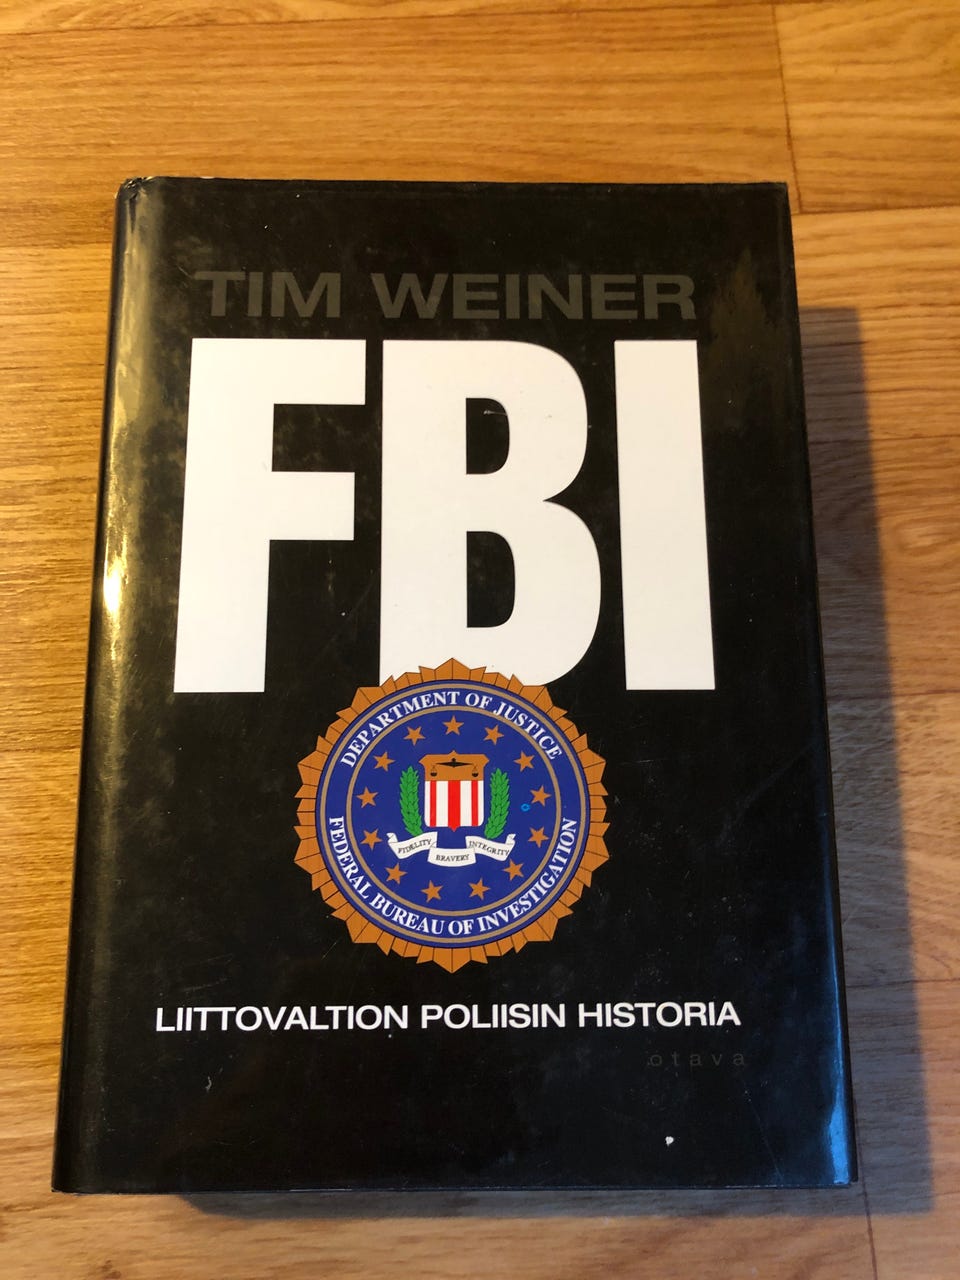 TIM WEINER
FBI
DEPARTMENT OF JUSTICE
FIDELITY
BRAVERY
INTEGRITY
FEDERAL BUREAU OF INVESTIGATION
LIITTOVALTION POLIISIN HISTORIA
otava